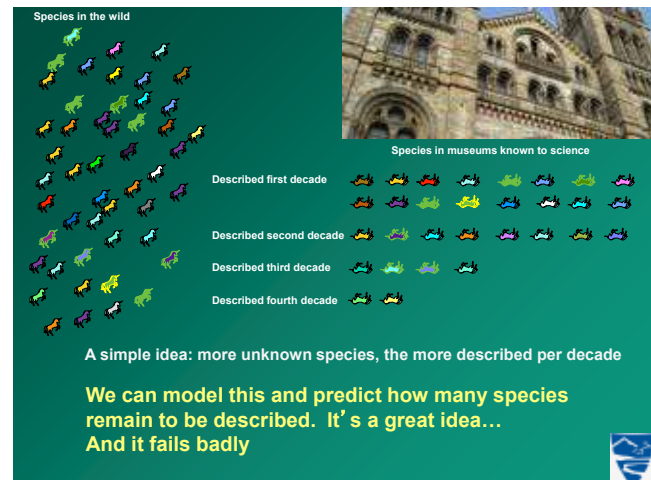 Species in the wild
Species in museums known to science
Described first decade
Described second decade
Described third decade
Described fourth decade
A simple idea: more unknown species, the more described per decade
We can model this and predict how many species
remain to be described.  It’s a great idea…
And it fails badly